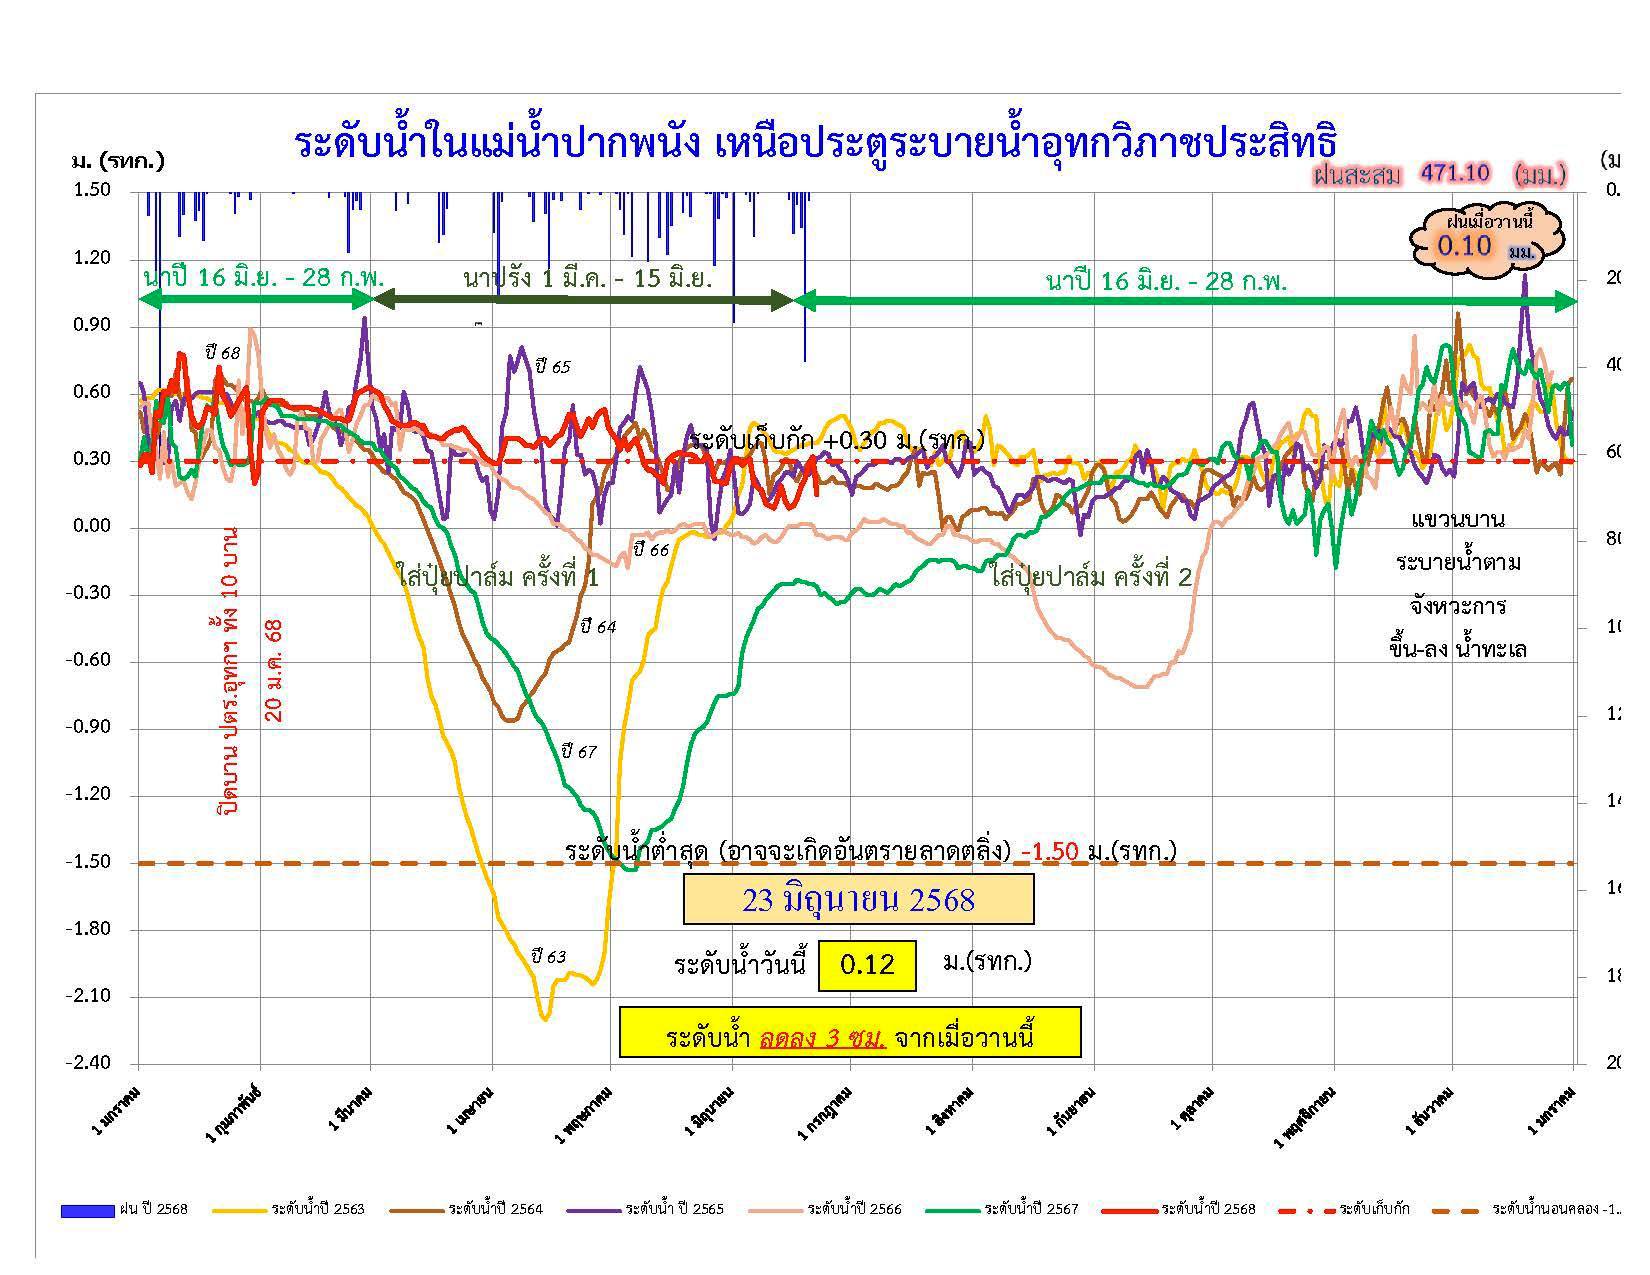 ระดับน้ำในแม่น้ำปากพนัง เหนือประตูระบายน้ำอุทกวิภาชประสิทธิ
ม. (รทก.)
ฝนสะสม 471.10 (มม.)
ฝนเมื่อวานนี้
0.10 มม.
1.50
1.20
0.90
0.60
0.30
0.00
-0.30
-0.60
-0.90
-1.20
-1.50
-1.80
-2.10
-2.40
นาปี 16 มิ.ย. - 28 ก.พ.
นาปรัง 1 มี.ค. - 15 มิ.ย.
นาปี 16 มิ.ย. - 28 ก.พ.
ปี 68
ปี 65
ระดับเก็บกัก +0.30 ม.(รทก.)
ปี 66
ใส่ปุ๋ยปาล์ม ครั้งที่ 1
ใส่ปุ๋ยปาล์ม ครั้งที่ 2
แขวนบาน
ระบายน้ำตาม
จังหวะการ
ขึ้น-ลง น้ำทะเล
ปิดบาน ปตร.อุทกฯ ทั้ง 10 บาน
20 ม.ค. 68
ปี 64
ปี 67
ระดับน้ำต่ำสุด (อาจจะเกิดอันตรายลาดตลิ่ง) -1.50 ม.(รทก.)
23 มิถุนายน 2568
ปี 63
ระดับน้ำวันนี้ 0.12 ม.(รทก.)
ระดับน้ำ ลดลง 3 ซม. จากเมื่อวานนี้
1 มกราคม
1 กุมภาพันธ์
1 มีนาคม
1 เมษายน
1 พฤษภาคม
1 มิถุนายน
1 กรกฎาคม
1 สิงหาคม
1 กันยายน
1 ตุลาคม
1 พฤศจิกายน
1 ธันวาคม
1 มกราคม
ฝน ปี 2568
ระดับน้ำปี 2563
ระดับน้ำปี 2564
ระดับน้ำ ปี 2565
ระดับน้ำปี 2566
ระดับน้ำปี 2567
ระดับน้ำปี 2568
ระดับเก็บกัก
ระดับน้ำนอนคลอง -1..